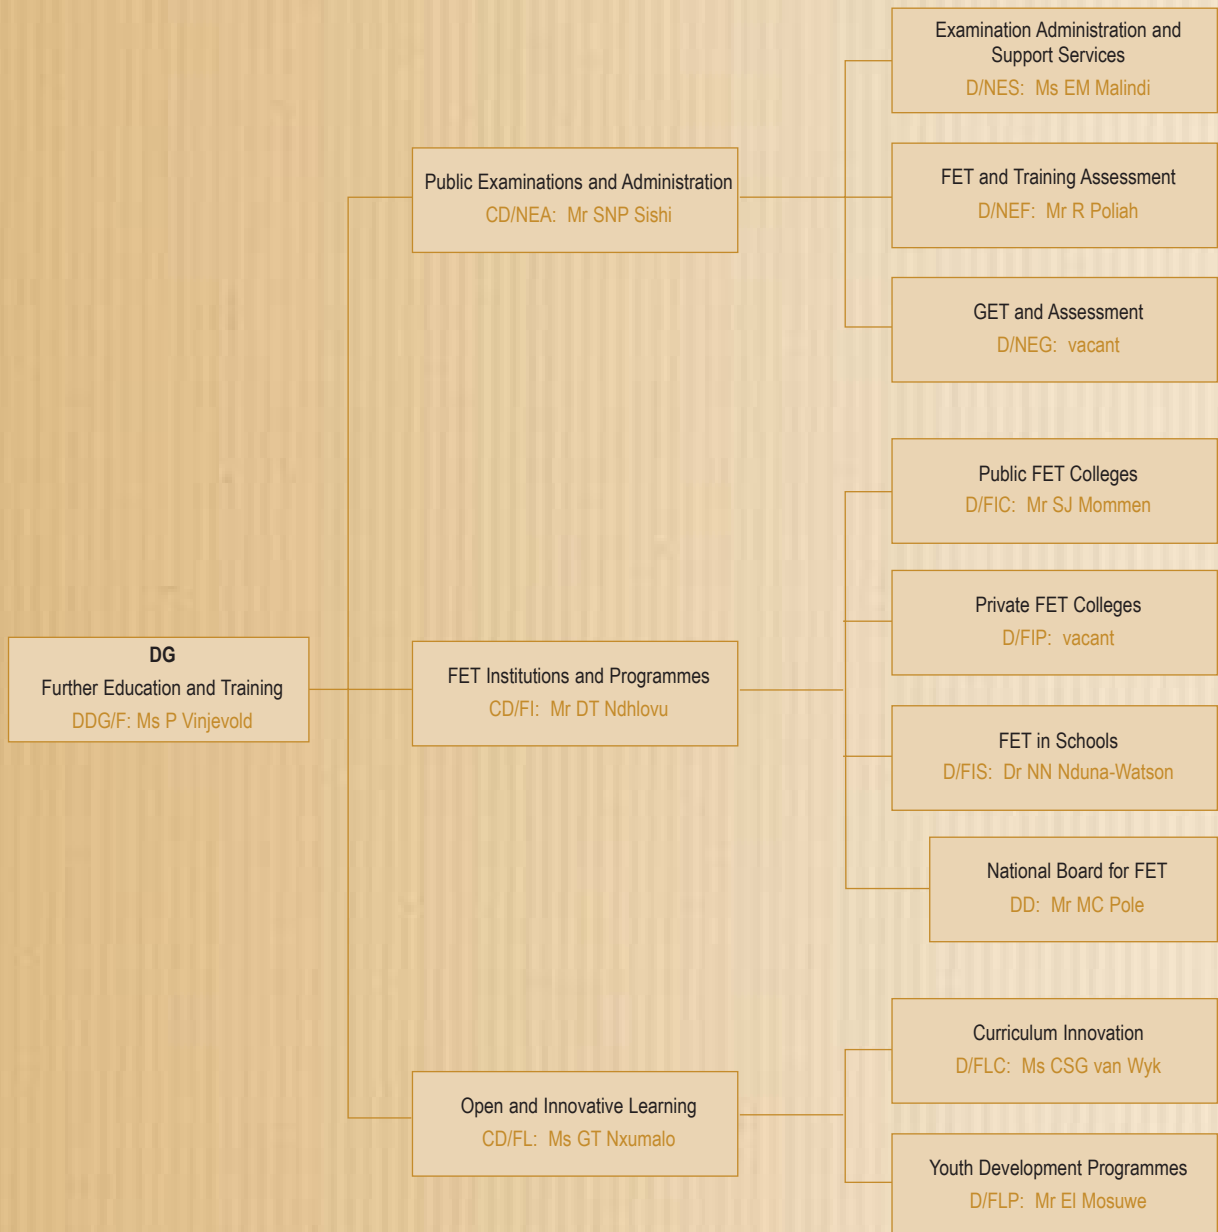 DG
Further Education and Training
DDG/F: Ms P Vinjevold
Public Examinations and Administration
CD/NEA: Mr SNP Sishi
Examination Administration and
Support Services
D/NES: Ms EM Malindi
FET and Training Assessment
D/NEF: Mr R Poliah
GET and Assessment
D/NEG: vacant
FET Institutions and Programmes
CD/FI: Mr DT Ndhlovu
Public FET Colleges
D/FIC: Mr SJ Mommen
Private FET Colleges
D/FIP: vacant
FET in Schools
D/FIS: Dr NN Nduna-Watson
National Board for FET
DD: Mr MC Pole
Open and Innovative Learning
CD/FL: Ms GT Nxumalo
Curriculum Innovation
D/FLC: Ms CSG van Wyk
Youth Development Programmes
D/FLP: Mr EI Mosuwe